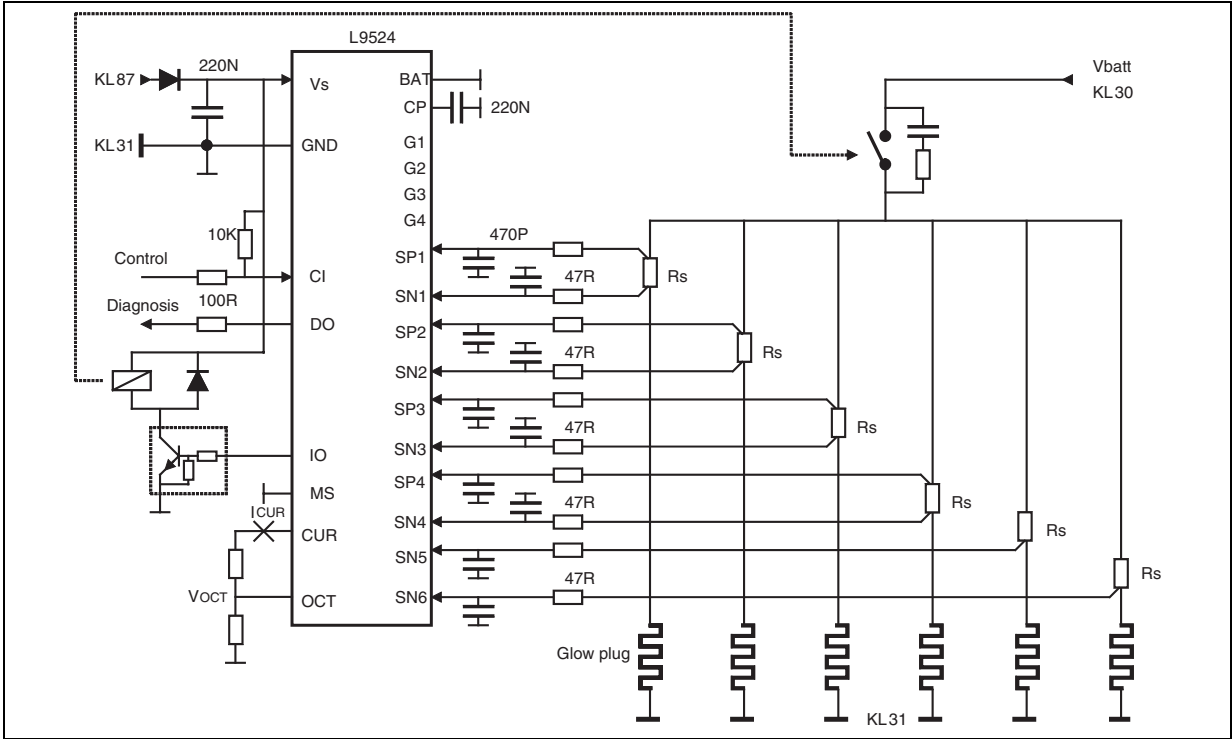 L9524
KL87
220N
Vs
BAT
Vbatt
KL30
CP
220N
KL31
GND
G1
G2
G3
G4
10K
470P
SP1
Rs
Control
CI
47R
SN1
Diagnosis
100R
DO
SP2
47R
Rs
SN2
SP3
47R
Rs
SN3
IO
SP4
MS
47R
Rs
SN4
ICUR
CUR
SN5
Rs
VOCT
OCT
47R
SN6
Rs
Glow plug
KL31